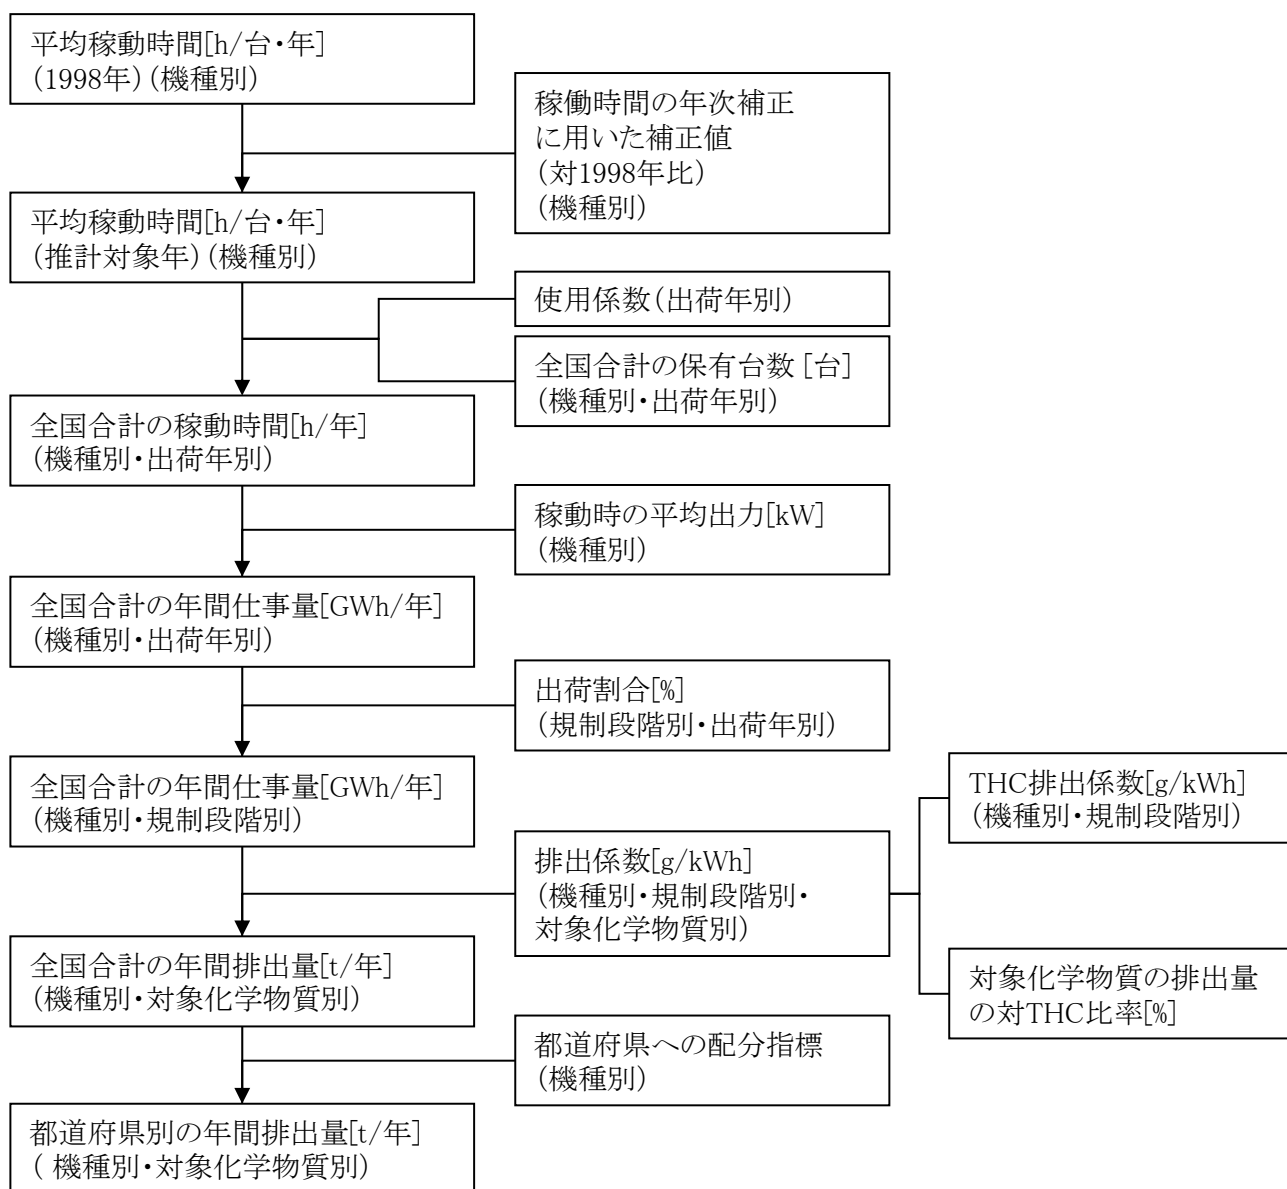 平均稼動時間[h/台・年]
(1998年)(機種別)
稼働時間の年次補正
に用いた補正値
(対1998年比)
(機種別)
平均稼動時間[h/台・年]
(推計対象年)(機種別)
使用係数(出荷年別)
全国合計の保有台数[台]
(機種別・出荷年別)
全国合計の稼動時間[h/年]
(機種別・出荷年別)
稼動時の平均出力[kW]
(機種別)
全国合計の年間仕事量[GWh/年]
(機種別・出荷年別)
出荷割合[%]
(規制段階別・出荷年別)
全国合計の年間仕事量[GWh/年]
(機種別・規制段階別)
THC排出係数[g/kWh]
(機種別・規制段階別)
排出係数[g/kWh]
(機種別・規制段階別・
対象化学物質別)
対象化学物質の排出量
の対THC比率[%]
全国合計の年間排出量[t/年]
(機種別・対象化学物質別)
都道府県への配分指標
(機種別)
都道府県別の年間排出量[t/年]
( 機種別・対象化学物質別)